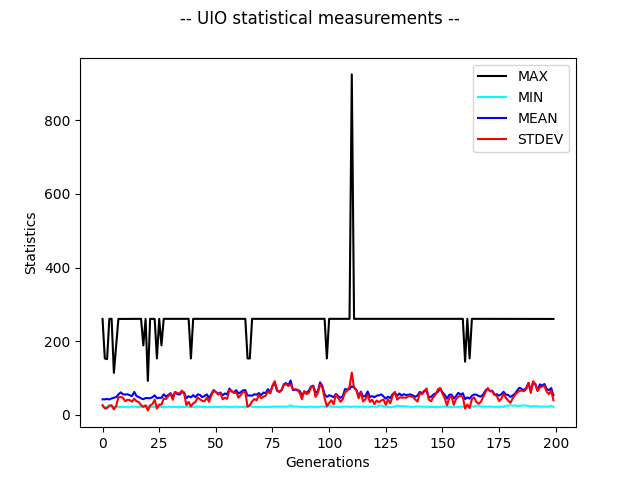 -- UIO statistical measurements --
MAX
MIN
MEAN
STDEV
800
600
400
200
0
Statistics
0 25 50 75 100 125 150 175 200
Generations